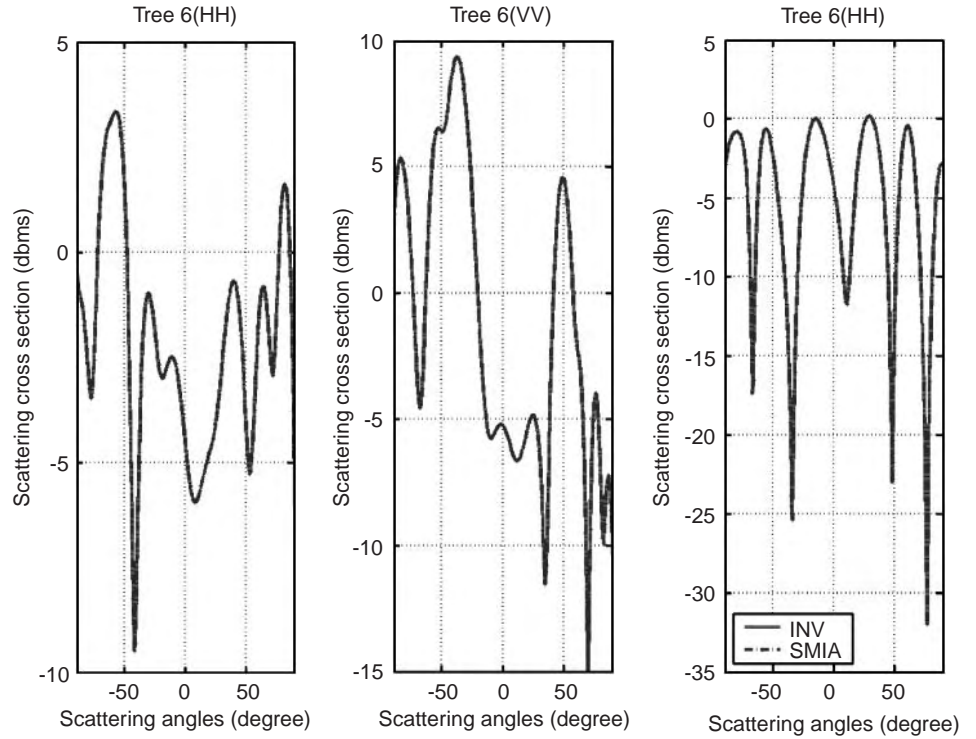 Tree 6(HH)
Tree 6(VV)
Tree 6(HH)
5
0
-5
-10
Scattering cross section (dbms)
-50
0
50
Scattering angles (degree)
10
5
0
-5
-10
-15
Scattering cross section (dbms)
-50
0
50
Scattering angles (degree)
5
0
-5
-10
-15
-20
-25
-30
-35
Scattering cross section (dbms)
INV
SMIA
-50
0
50
Scattering angles (degree)